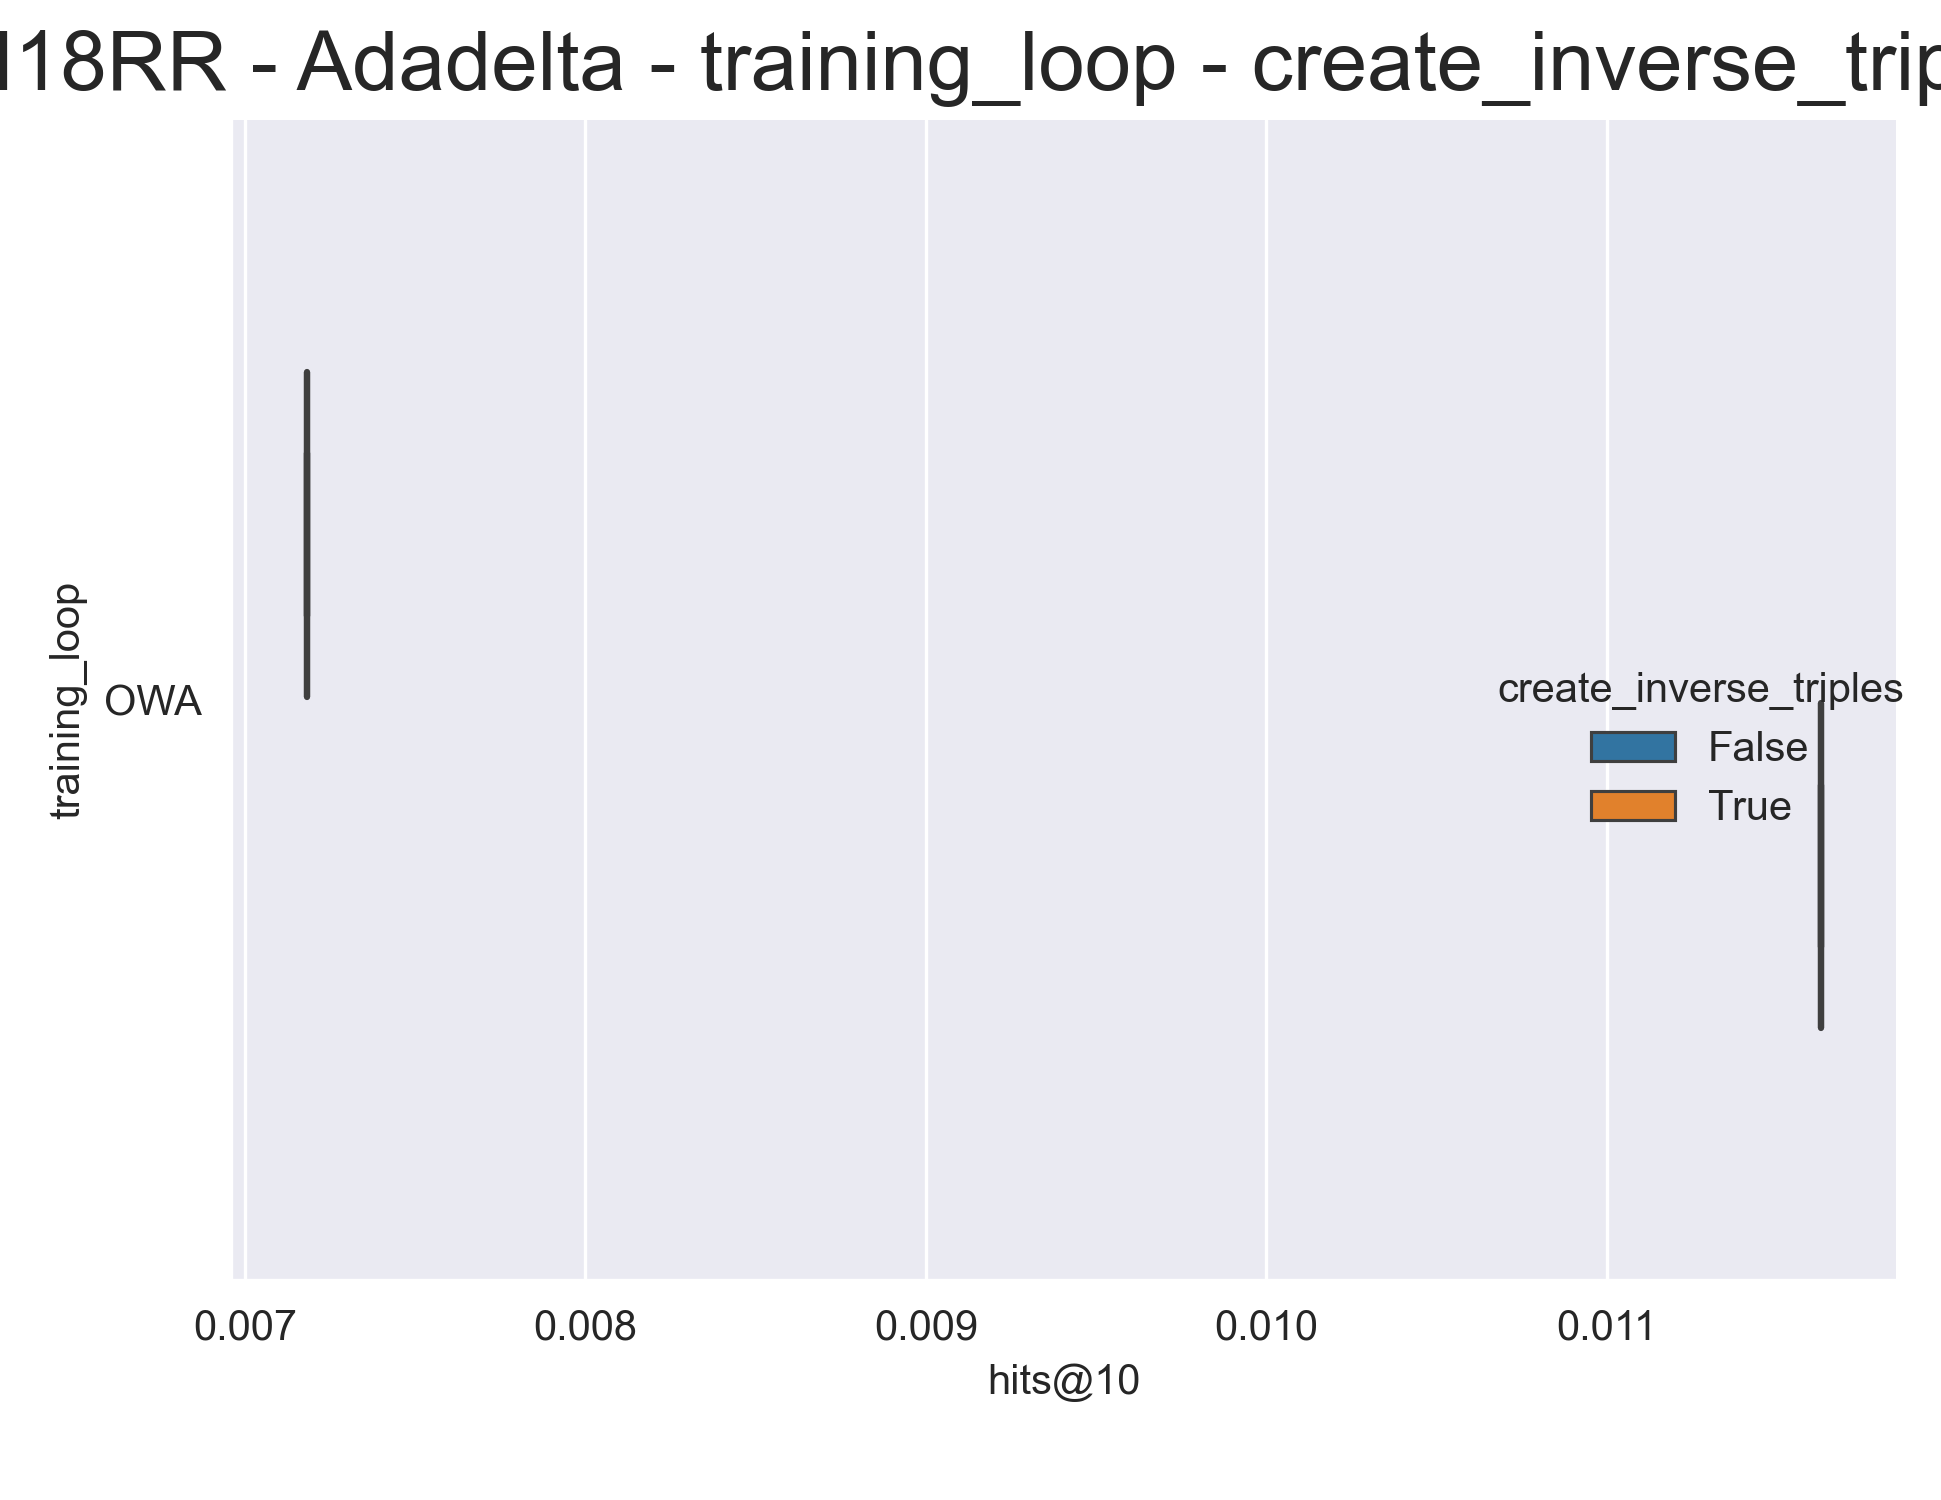 18RR - Adadelta - training_loop - create_inverse_trip
training_loop
OWA
create_inverse_triples
False
True
0.007 0.008 0.009 0.010 0.011
hits@10